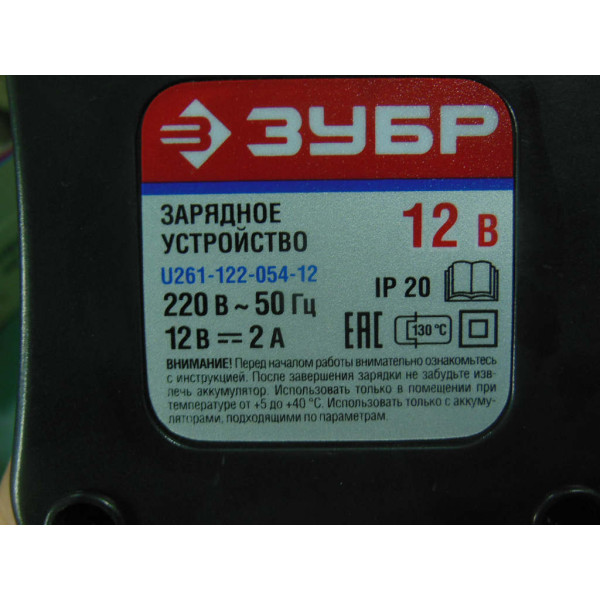 ЗУБР
ЗАРЯДНОЕ
УСТРОЙСТВО
12 В
U261-122-054-12
220 В ~ 50 Гц
IP 20
12 В 2 А
EAC 130 °C
ВНИМАНИЕ! Перед началом работы внимательно ознакомьтесь
с инструкцией. После завершения зарядки не забудьте изв-
лечь аккумулятор. Использовать только в помещении при
температуре от +5 до +40 °С. Использовать только с аккуму-
ляторами, подходящими по параметрам.